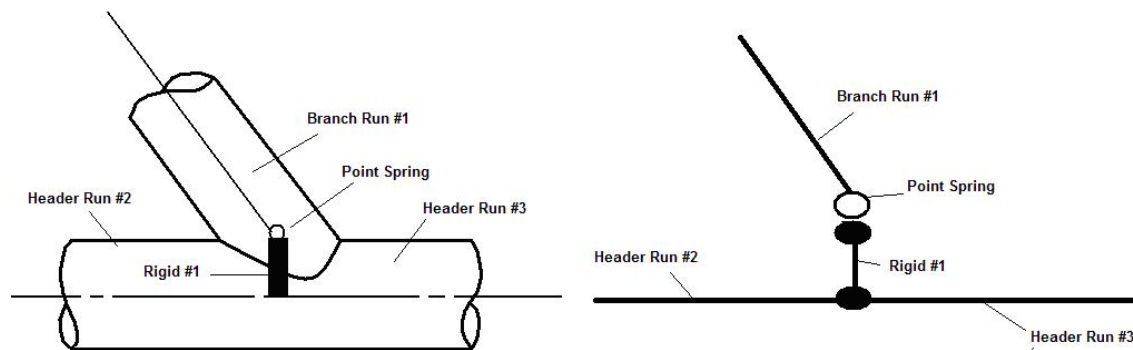 Branch Run #1
Point Spring
Header Run #2
Header Run #3
Rigid #1
Branch Run #1
Point Spring
Rigid #1
Header Run #2
Header Run #3